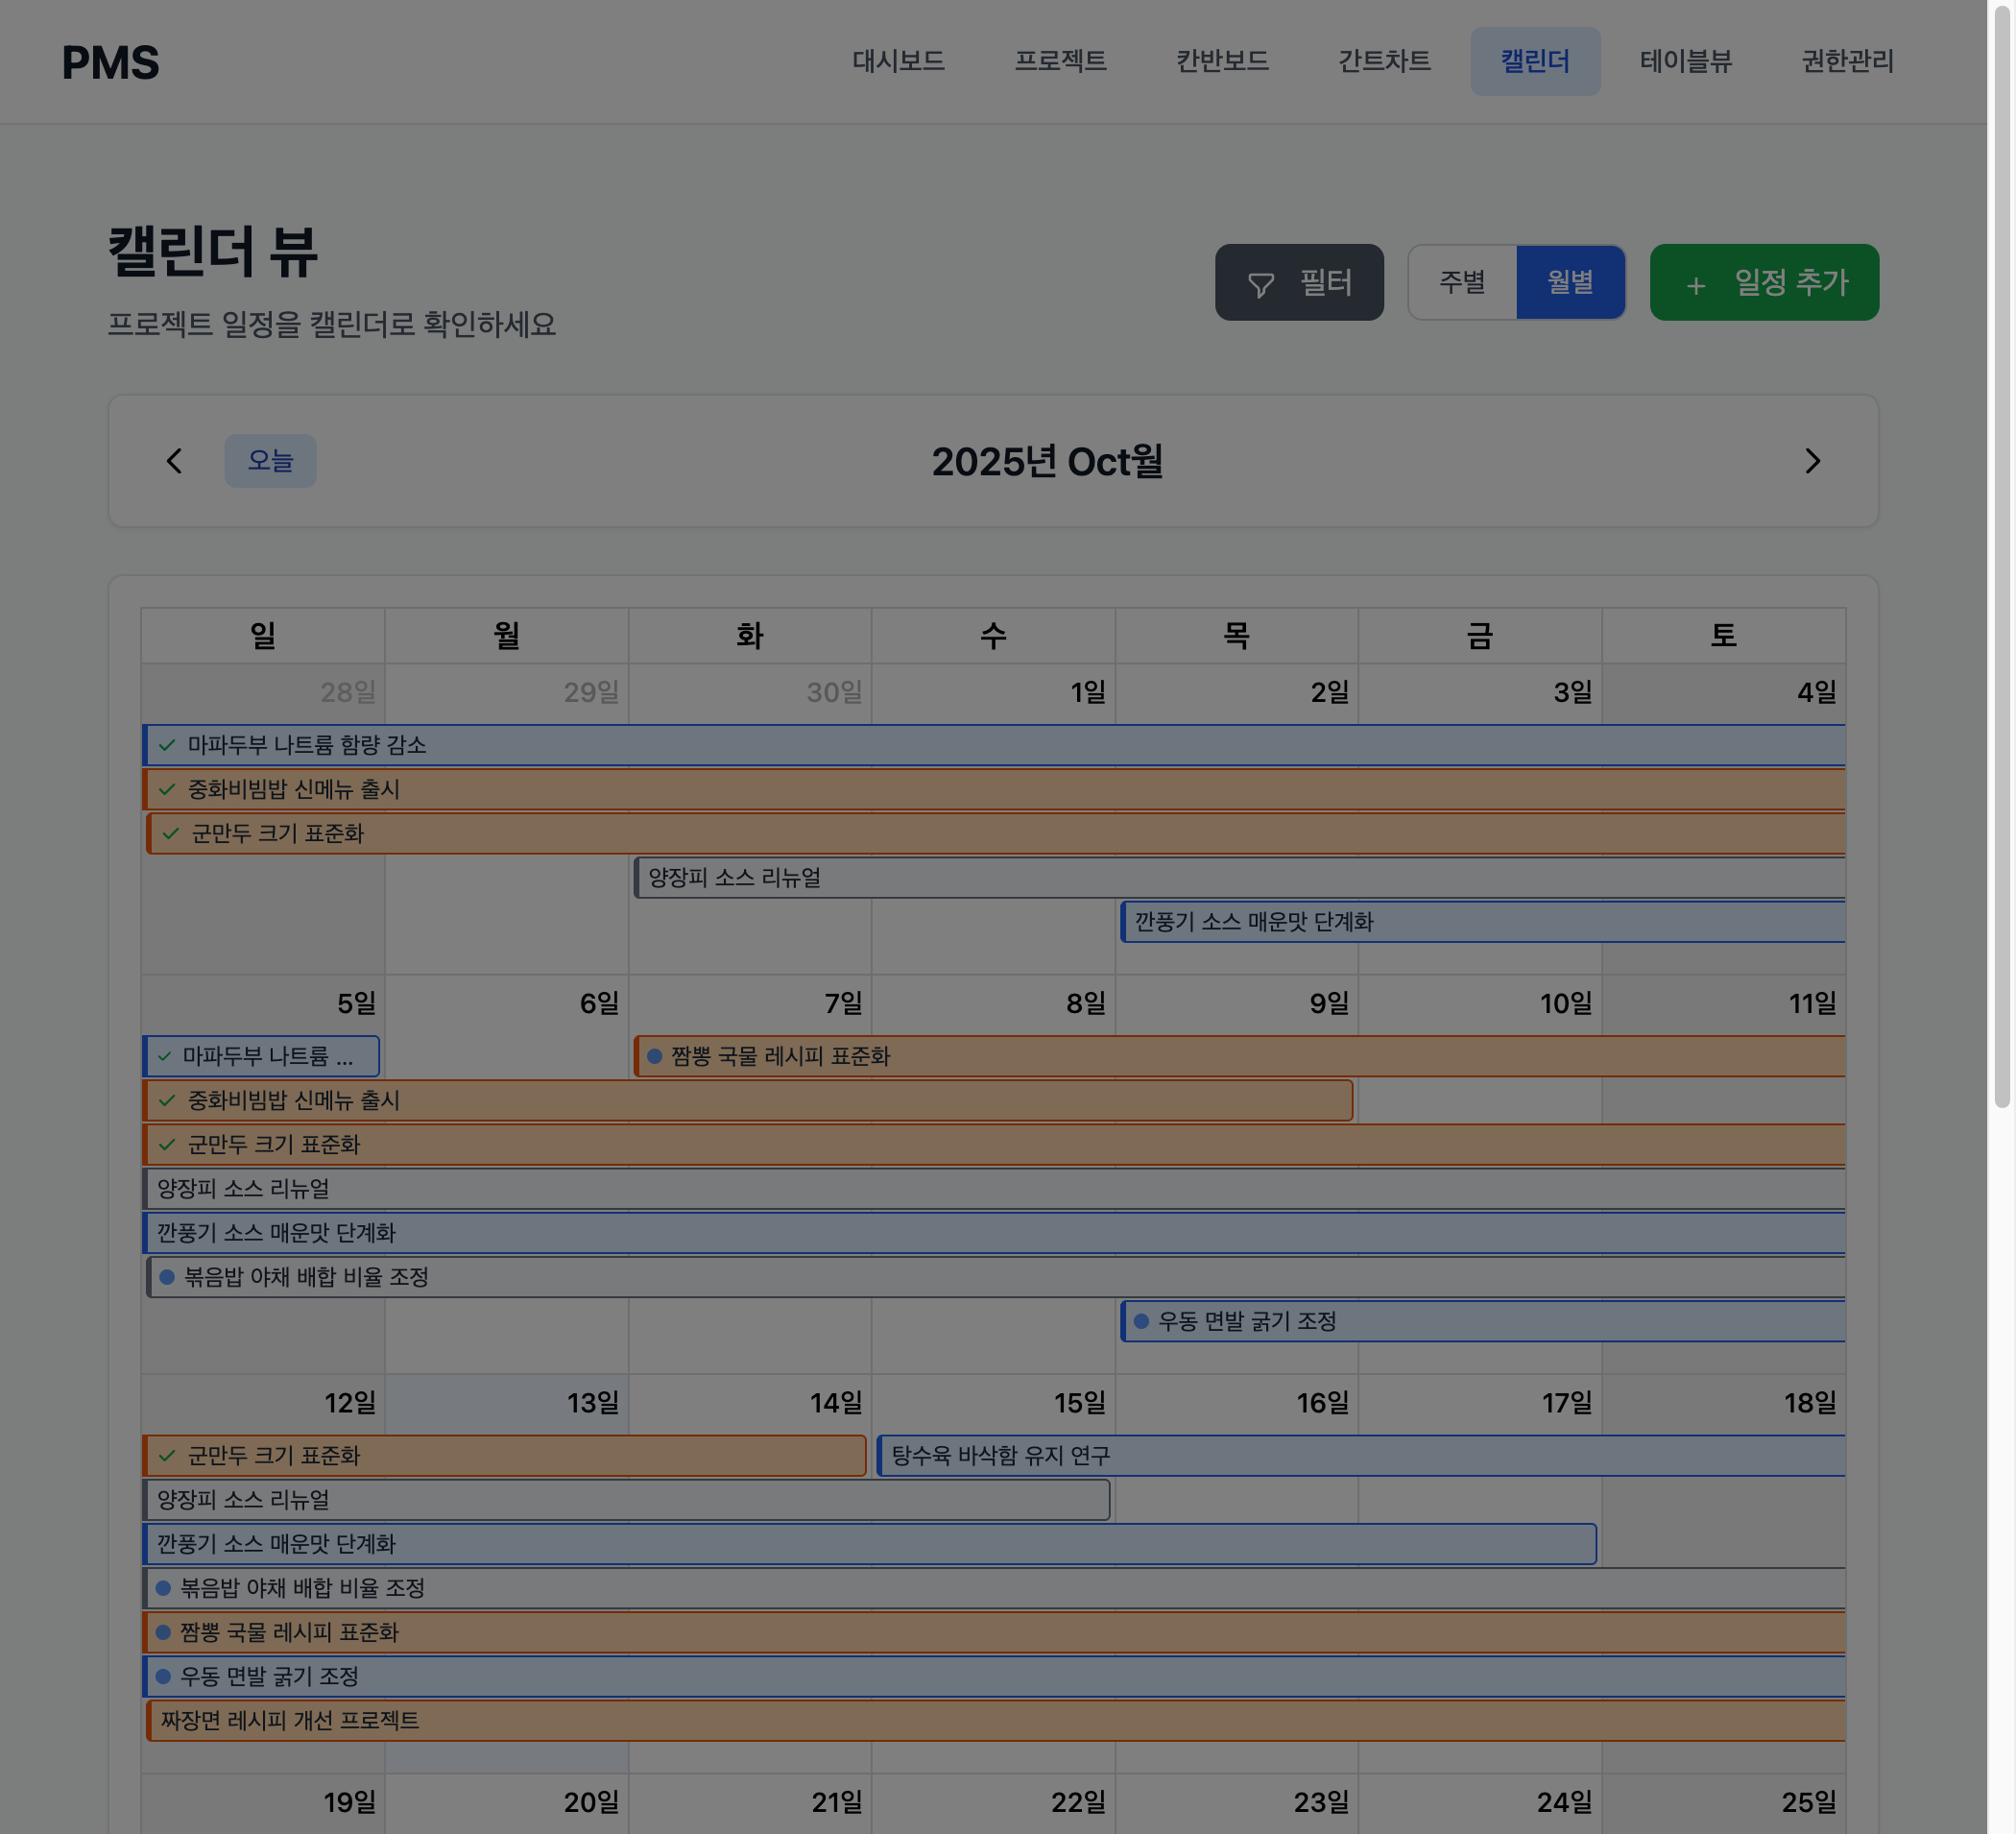 PMS 대시보드 프로젝트 칸반보드 간트차트 캘린더 테이블뷰 권한관리
캘린더 뷰
프로젝트 일정을 캘린더로 확인하세요
필터 주별 월별 + 일정 추가
오늘 2025년 Oct월
일 월 화 수 목 금 토
28일 29일 30일 1일 2일 3일 4일
마파두부 나트륨 함량 감소
중화비빔밥 신메뉴 출시
군만두 크기 표준화
양장피 소스 리뉴얼
깐풍기 소스 매운맛 단계화
5일 6일 7일 8일 9일 10일 11일
마파두부 나트륨 ... 짬뽕 국물 레시피 표준화
중화비빔밥 신메뉴 출시
군만두 크기 표준화
양장피 소스 리뉴얼
깐풍기 소스 매운맛 단계화
볶음밥 야채 배합 비율 조정
우동 면발 굵기 조정
12일 13일 14일 15일 16일 17일 18일
군만두 크기 표준화 탕수육 바삭함 유지 연구
양장피 소스 리뉴얼
깐풍기 소스 매운맛 단계화
볶음밥 야채 배합 비율 조정
짬뽕 국물 레시피 표준화
우동 면발 굵기 조정
짜장면 레시피 개선 프로젝트
19일 20일 21일 22일 23일 24일 25일